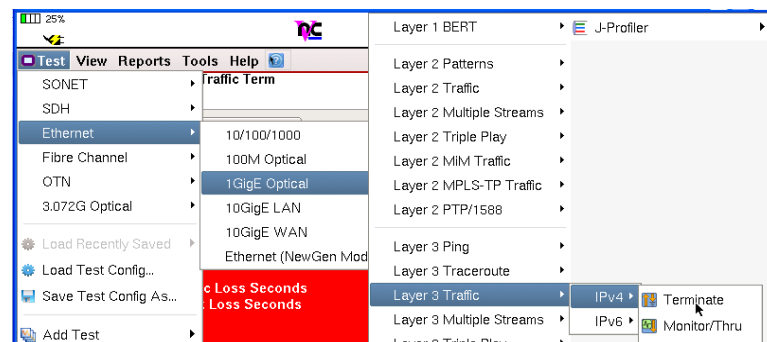 25%
Test View Reports Tools Help
Traffic Term
SONET
SDH
Ethernet
Fibre Channel
OTN
3.072G Optical
Load Recently Saved
Load Test Config...
Save Test Config As...
Add Test
10/100/1000
100M Optical
1GigE Optical
10GigE LAN
10GigE WAN
Ethernet (NewGen Mod
c Loss Seconds
Loss Seconds
Layer 1 BERT
Layer 2 Patterns
Layer 2 Traffic
Layer 2 Multiple Streams
Layer 2 Triple Play
Layer 2 MiM Traffic
Layer 2 MPLS-TP Traffic
Layer 2 PTP/1588
Layer 3 Ping
Layer 3 Traceroute
Layer 3 Traffic
Layer 3 Multiple Streams
Layer 3 Triple Play
J-Profiler
IPv4
IPv6
Terminate
Monitor/Thru